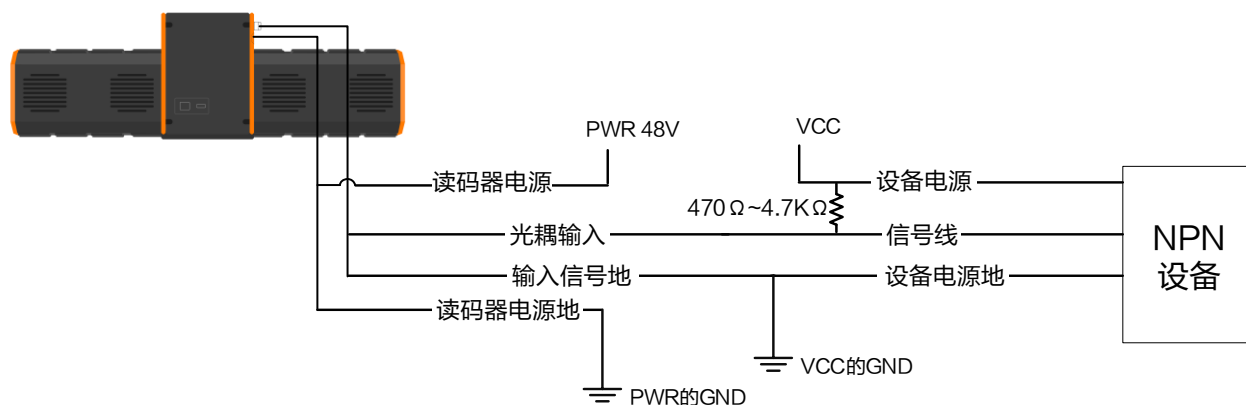 PWR 48V
VCC
读码器电源
设备电源
470Ω~4.7KΩ
光耦输入
信号线
NPN
设备
输入信号地
设备电源地
读码器电源地
VCC的GND
PWR的GND